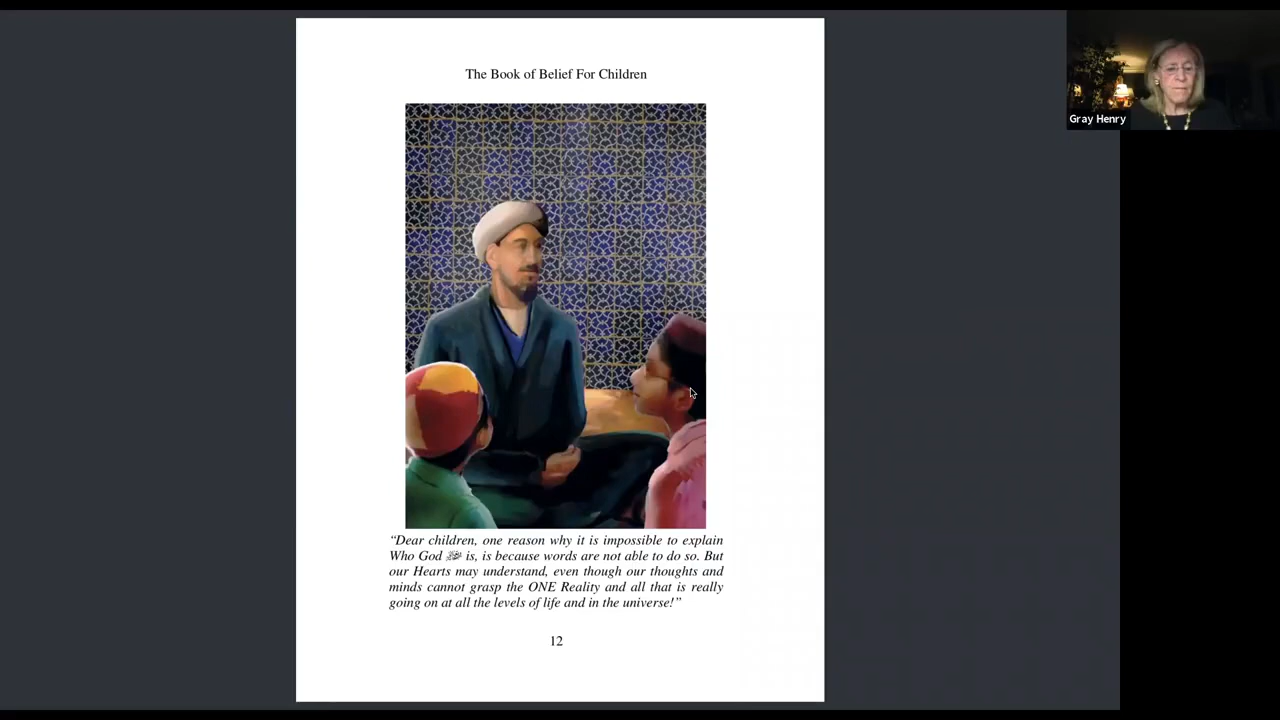 The Book of Belief For Children
Gray Henry
“Dear children, one reason why it is impossible to explain
Who God is, is because words are not able to do so. But
our Hearts may understand, even though our thoughts and
minds cannot grasp the ONE Reality and all that is really
going on at all the levels of life and in the universe!”
12